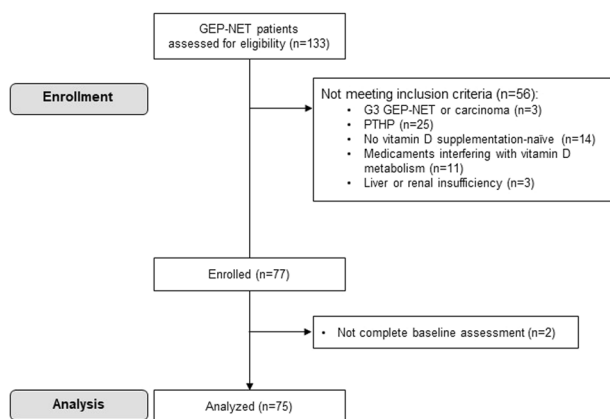 GEP-NET patients
assessed for eligibility (n=133)
Enrollment
Not meeting inclusion criteria (n=56):
• G3 GEP-NET or carcinoma (n=3)
• PTHP (n=25)
• No vitamin D supplementation-naïve (n=14)
• Medicaments interfering with vitamin D
metabolism (n=11)
• Liver or renal insufficiency (n=3)
Enrolled (n=77)
• Not complete baseline assessment (n=2)
Analysis
Analyzed (n=75)